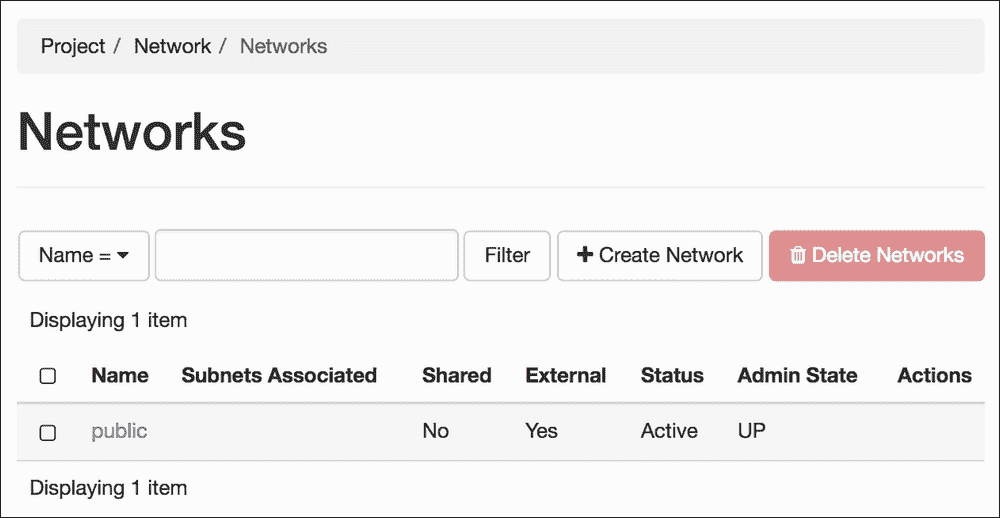 Project / Network / Networks
Networks
Name = Filter + Create Network Delete Networks
Displaying 1 item
Name Subnets Associated Shared External Status Admin State Actions
public No Yes Active UP
Displaying 1 item